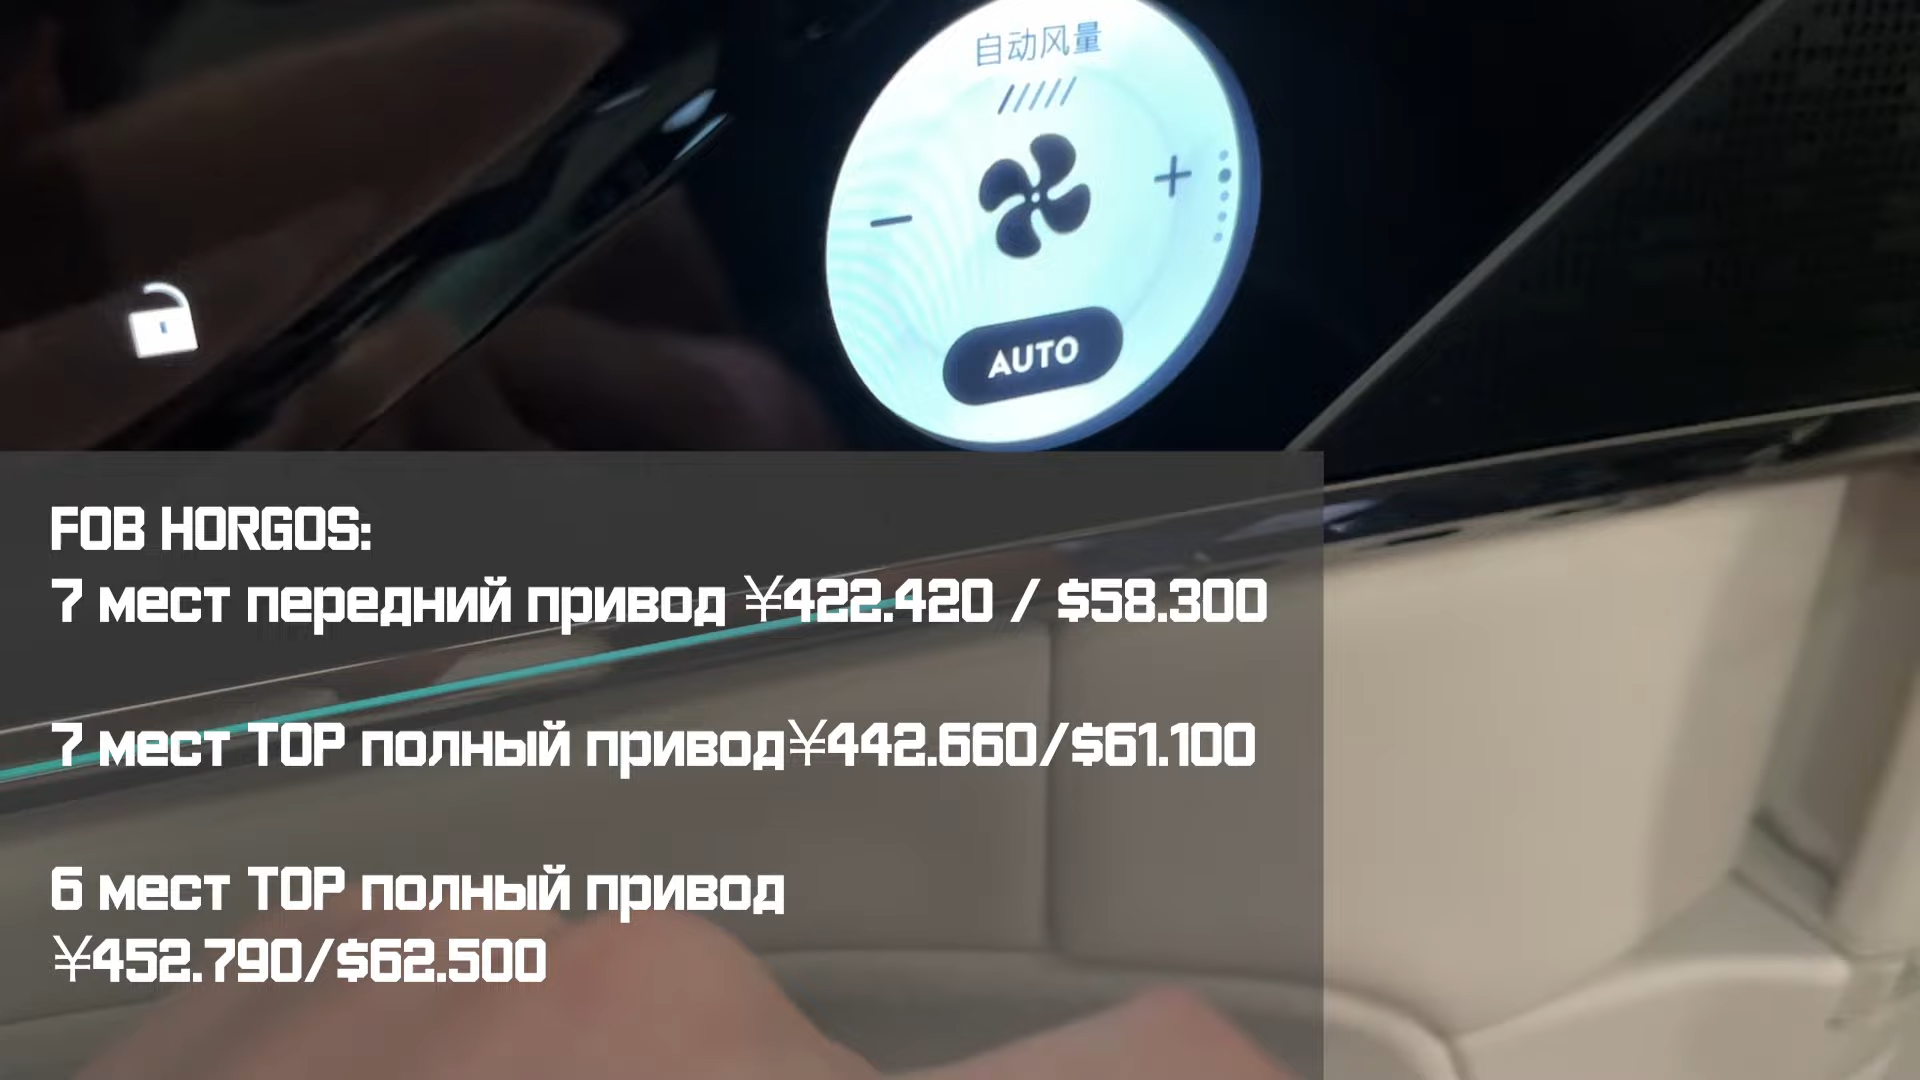 自动风量
AUTO
FOB HORGOS:
7 мест передний привод ¥422.420 / $58.300
7 мест TOP полный привод¥442.660/$61.100
6 мест TOP полный привод
¥452.790/$62.500